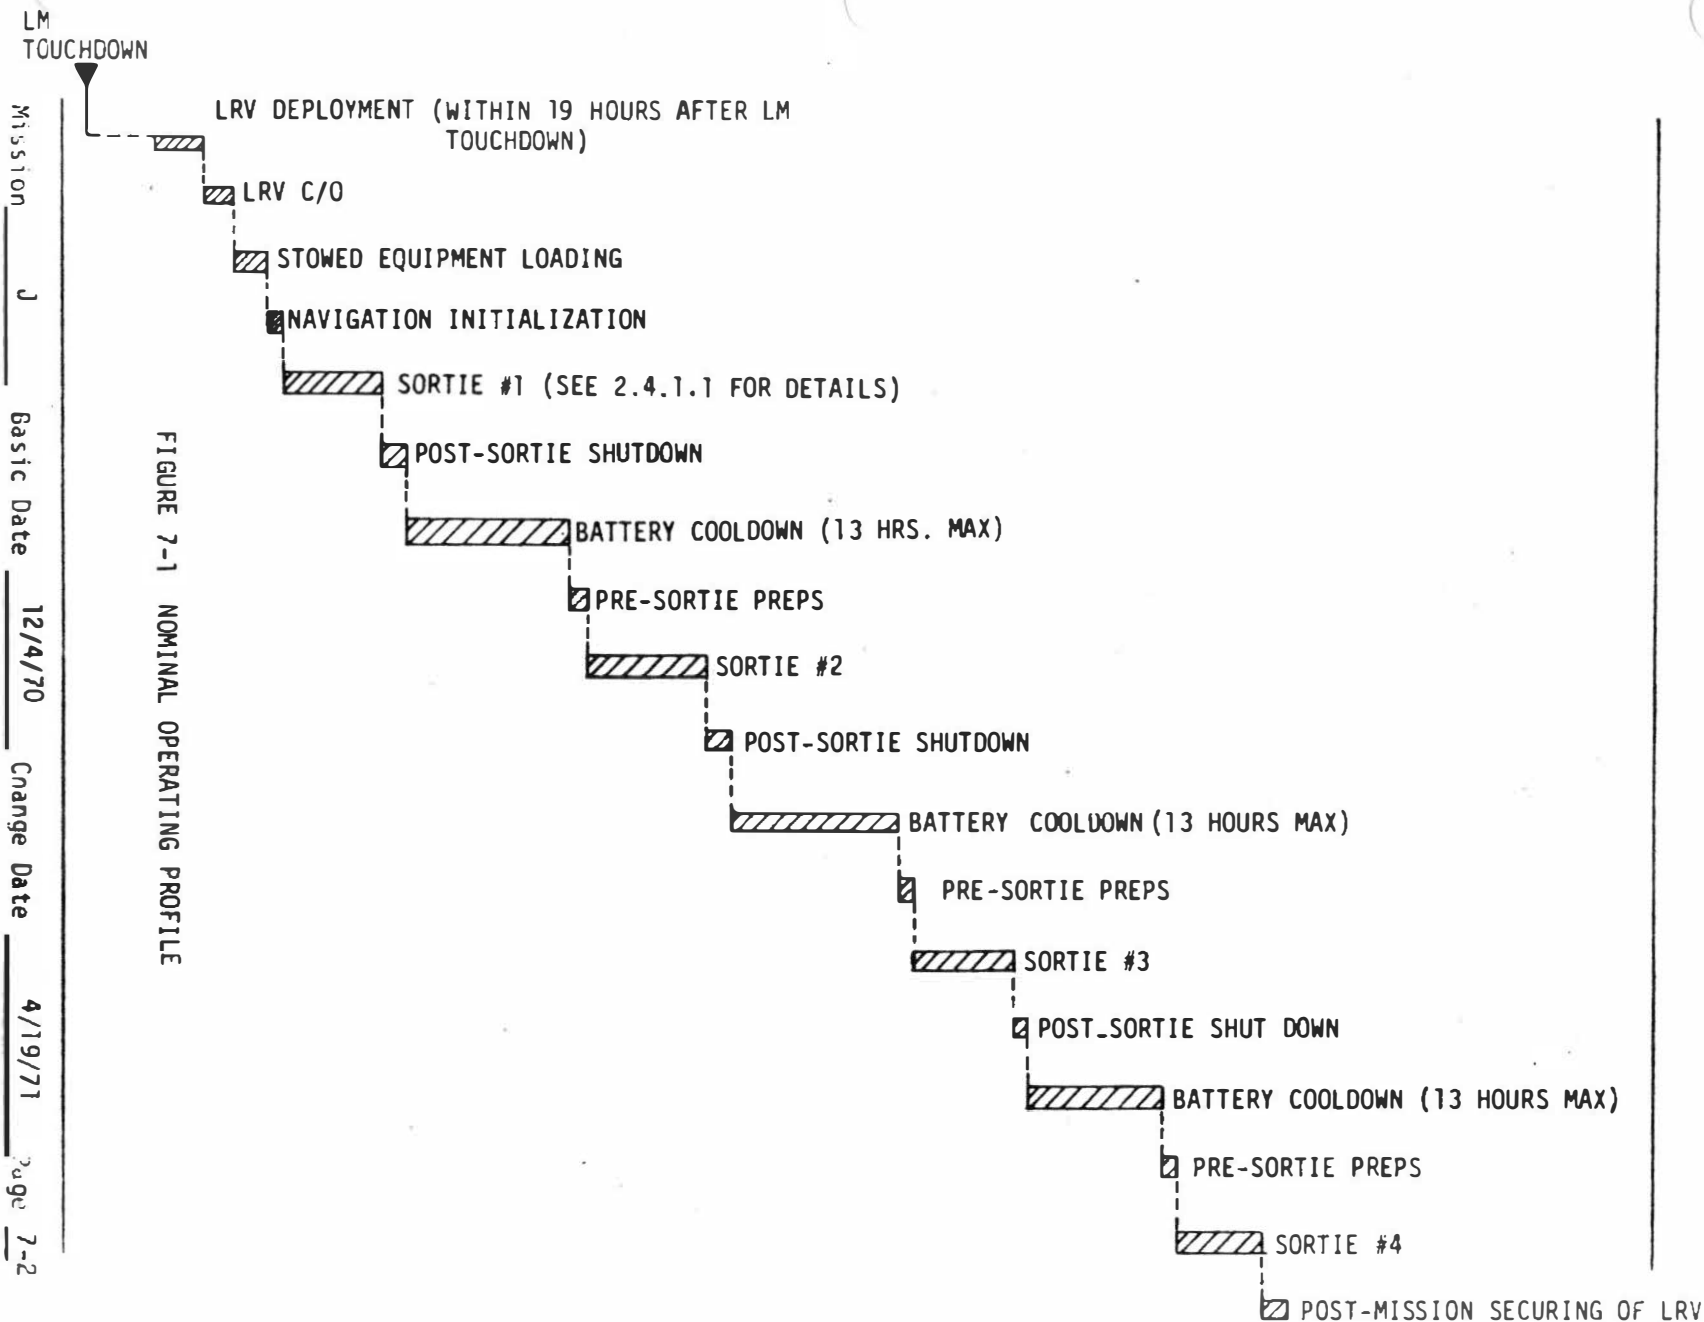 LM
TOUCHDOWN
LRV DEPLOYMENT (WITHIN 19 HOURS AFTER LM
TOUCHDOWN)
LRV C/O
STOWED EQUIPMENT LOADING
NAVIGATION INITIALIZATION
SORTIE #1 (SEE 2.4.1.1 FOR DETAILS)
POST-SORTIE SHUTDOWN
BATTERY COOLDOWN (13 HRS. MAX)
PRE-SORTIE PREPS
SORTIE #2
POST-SORTIE SHUTDOWN
BATTERY COOLDOWN (13 HOURS MAX)
PRE-SORTIE PREPS
SORTIE #3
POST-SORTIE SHUT DOWN
BATTERY COOLDOWN (13 HOURS MAX)
PRE-SORTIE PREPS
SORTIE #4
POST-MISSION SECURING OF LRV
FIGURE 7-1 NOMINAL OPERATING PROFILE
Mission J Basic Date 12/4/70 Change Date 4/19/71 Page 7-2